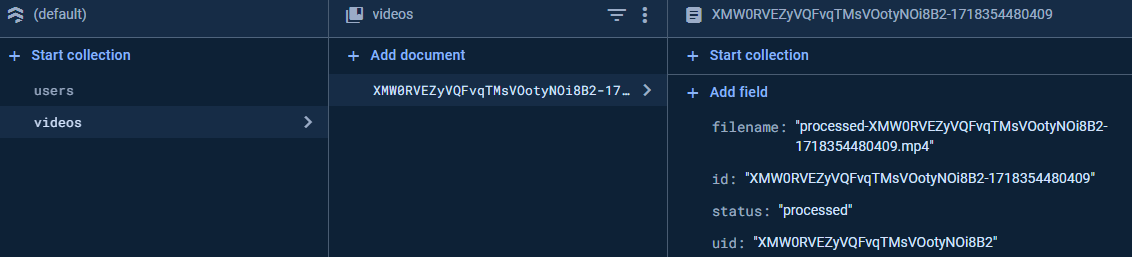 (default)
Start collection
users
videos
videos
Add document
XMW0RVEZyVQFvqTMsVOotyNOi8B2-17…
XMW0RVEZyVQFvqTMsVOotyNOi8B2-1718354480409
Start collection
Add field
filename: "processed-XMW0RVEZyVQFvqTMsVOotyNOi8B2-
1718354480409.mp4"
id: "XMW0RVEZyVQFvqTMsVOotyNOi8B2-1718354480409"
status: "processed"
uid: "XMW0RVEZyVQFvqTMsVOotyNOi8B2"